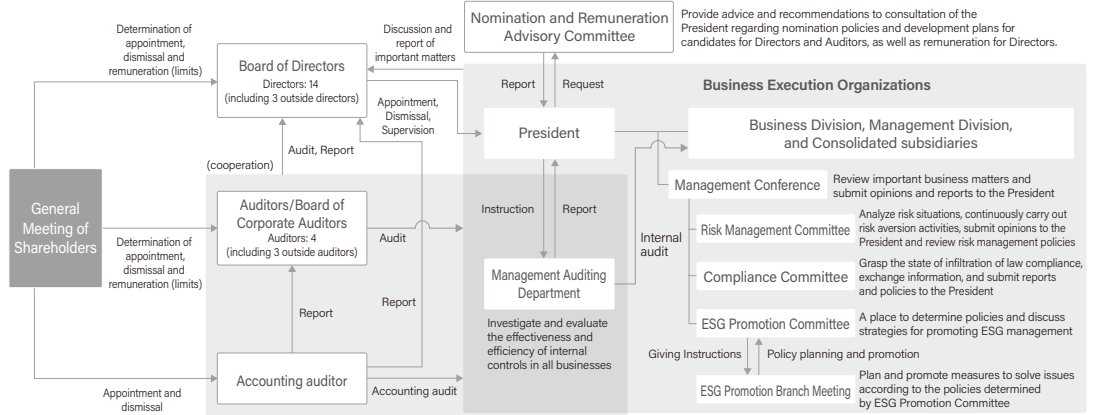 Nomination and Remuneration
Advisory Committee
Provide advice and recommendations to consultation of the
President regarding nomination policies and development plans for
candidates for Directors and Auditors, as well as remuneration for Directors.
Determination of
appointment,
dismissal and
remuneration (limits)
Board of Directors
Directors: 14
(including 3 outside directors)
Discussion and
report of
important matters
Appointment,
Dismissal,
Supervision
Report
Request
Business Execution Organizations
President
Business Division, Management Division,
and Consolidated subsidiaries
(cooperation)
Audit, Report
General
Meeting of
Shareholders
Auditors/Board of
Corporate Auditors
Auditors: 4
(including 3 outside auditors)
Audit
Determination of
appointment,
dismissal and
remuneration (limits)
Instruction
Report
Internal
audit
Management Conference
Review important business matters and
submit opinions and reports to the President
Risk Management Committee
Analyze risk situations, continuously carry out
risk aversion activities, submit opinions to the
President and review risk management policies
Management Auditing
Department
Investigate and evaluate
the effectiveness and
efficiency of internal
controls in all businesses
Compliance Committee
Grasp the state of infiltration of law compliance,
exchange information, and submit reports
and policies to the President
Report
Report
ESG Promotion Committee
A place to determine policies and discuss
strategies for promoting ESG management
Giving Instructions
Policy planning and promotion
Accounting auditor
Accounting audit
Appointment and
dismissal
ESG Promotion Branch Meeting
Plan and promote measures to solve issues
according to the policies determined
by ESG Promotion Committee